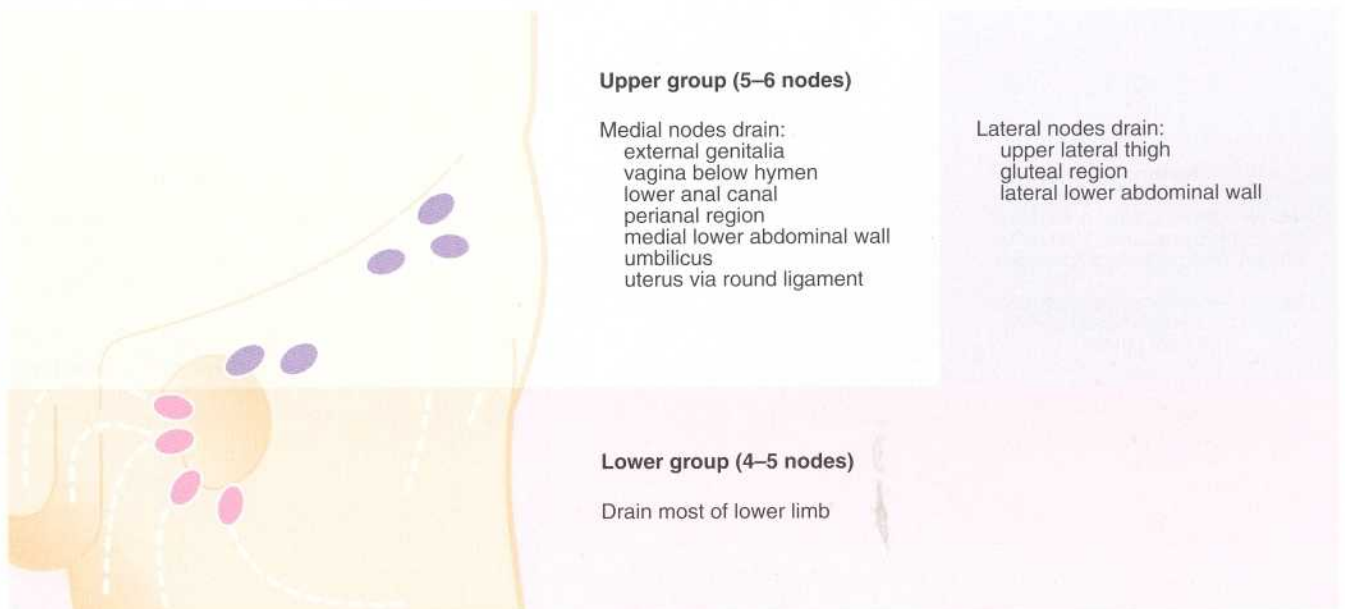 Upper group (5–6 nodes)
Medial nodes drain:
external genitalia
vagina below hymen
lower anal canal
perianal region
medial lower abdominal wall
umbilicus
uterus via round ligament
Lateral nodes drain:
upper lateral thigh
gluteal region
lateral lower abdominal wall
Lower group (4–5 nodes)
Drain most of lower limb